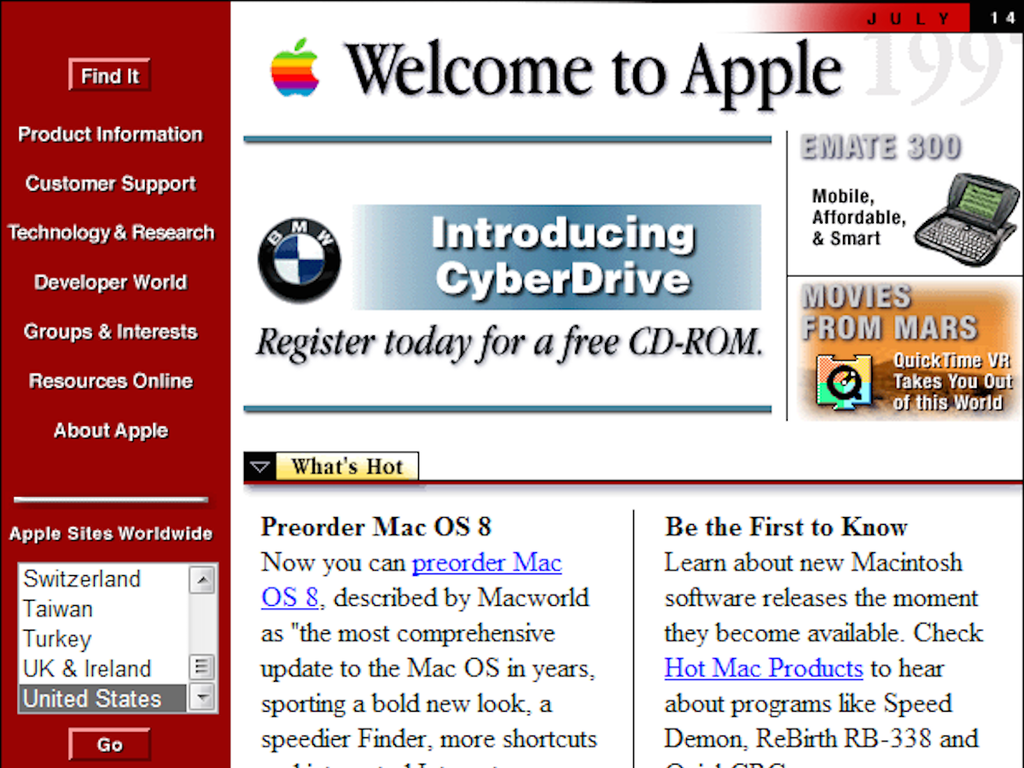 JULY 14
Welcome to Apple
Find It
Product Information
Customer Support
Technology & Research
Developer World
Groups & Interests
Resources Online
About Apple
Apple Sites Worldwide
Switzerland
Taiwan
Turkey
UK & Ireland
United States
Go
BMW
Introducing
CyberDrive
Register today for a free CD-ROM.
EMATE 300
Mobile,
Affordable,
& Smart
MOVIES
FROM MARS
QuickTime VR
Takes You Out
of this World
What's Hot
Preorder Mac OS 8
Now you can preorder Mac
OS 8, described by Macworld
as "the most comprehensive
update to the Mac OS in years,
sporting a bold new look, a
speedier Finder, more shortcuts
Be the First to Know
Learn about new Macintosh
software releases the moment
they become available. Check
Hot Mac Products to hear
about programs like Speed
Demon, ReBirth RB-338 and